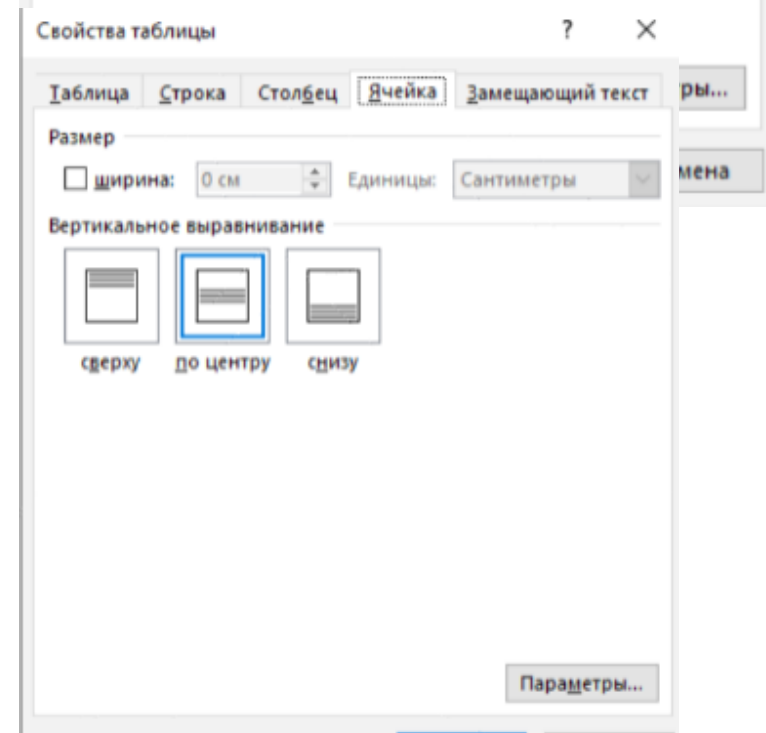 Свойства таблицы ? ×
Таблица Строка Столбец Ячейка Замещающий текст
Размер
ширина: 0 см Единицы: Сантиметры
Вертикальное выравнивание
сверху по центру снизу
Параметры...
ры...
мена